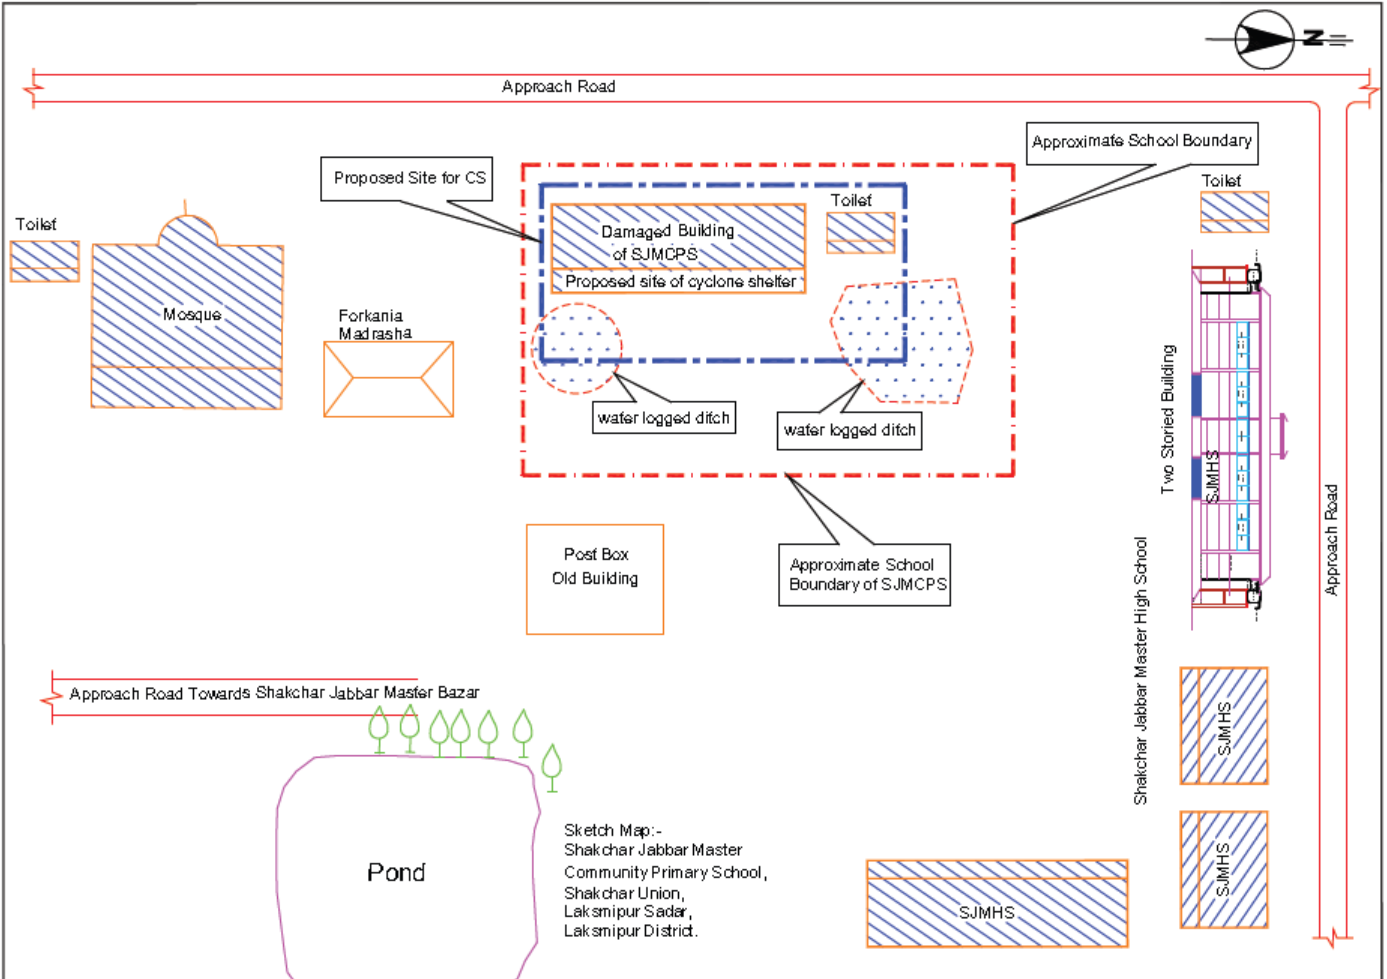 N
Approach Road
Approximate School Boundary
Proposed Site for CS
Toilet
Toilet
Toilet
Damaged Building
of SJMCPS
Proposed site of cyclone shelter
Mosque
Forkania
Madrasha
water logged ditch
water logged ditch
Two Storied Building
SJMHS
Approach Road
Post Box
Old Building
Approximate School
Boundary of SJMCPS
Shakchar Jabbar Master High School
Approach Road Towards Shakchar Jabbar Master Bazar
SJMHS
SJMHS
Pond
Sketch Map:-
Shakchar Jabbar Master
Community Primary School,
Shakchar Union,
Laksmipur Sadar,
Laksmipur District.
SJMHS